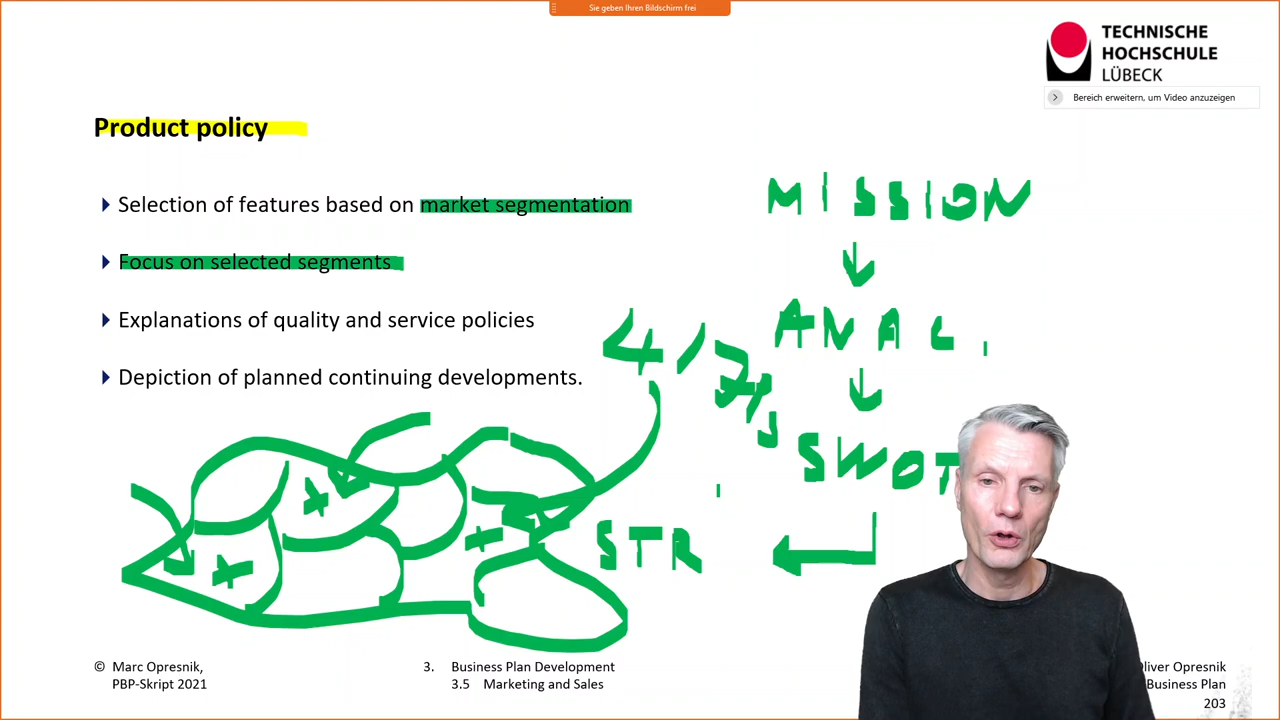 Sie geben Ihren Bildschirm frei
TECHNISCHE
HOCHSCHULE
LÜBECK
Bereich erweitern, um Video anzuzeigen
Product policy
Selection of features based on market segmentation
Focus on selected segments
Explanations of quality and service policies
Depiction of planned continuing developments.
MISSION
ANAL.
SWOT
STR
© Marc Opresnik,
PBP-Skript 2021
3. Business Plan Development
3.5 Marketing and Sales
Oliver Opresnik
Business Plan
203